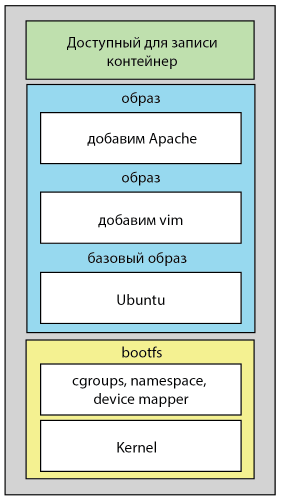 Доступный для записи
контейнер
образ
добавим Apache
образ
добавим vim
базовый образ
Ubuntu
bootfs
cgroups, namespace,
device mapper
Kernel